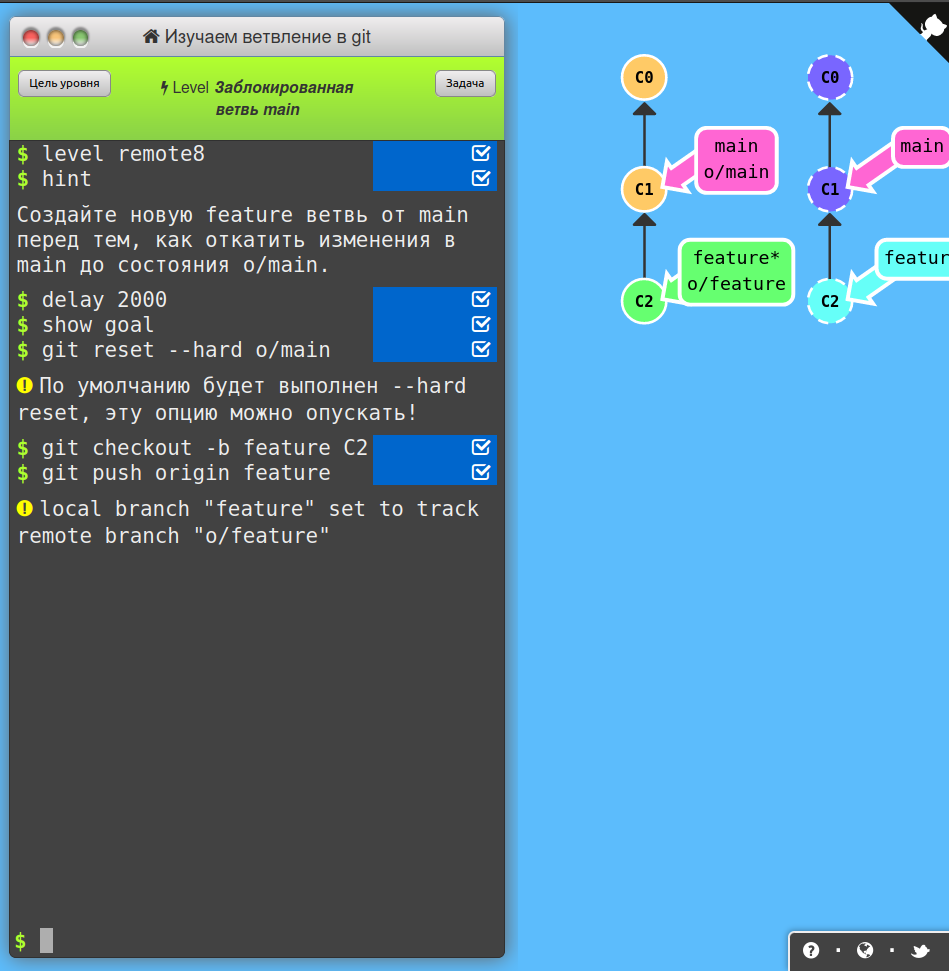 Изучаем ветвление в git
Цель уровня
Level Заблокированная
ветвь main
Задача
$ level remote8
$ hint
Создайте новую feature ветвь от main
перед тем, как откатить изменения в
main до состояния o/main.
$ delay 2000
$ show goal
$ git reset --hard o/main
По умолчанию будет выполнен --hard
reset, эту опцию можно опускать!
$ git checkout -b feature C2
$ git push origin feature
local branch "feature" set to track
remote branch "o/feature"
$
C0
main
o/main
C1
feature*
o/feature
C2
C0
main
C1
featur
C2